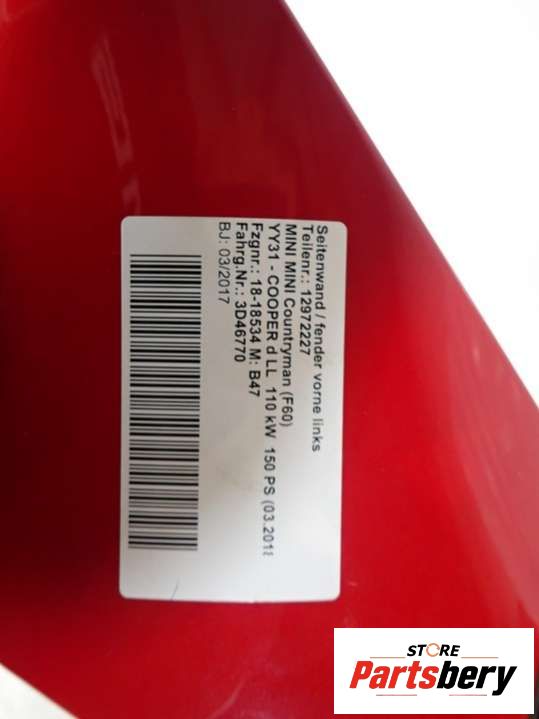 Seitenwand / fender vorne links
Teilenr.: 12972227
MINI MINI Countryman (F60)
YY31 - COOPER d LL 110 kW 150 PS (03.2018
Fzgnr.: 18-18534 M: B47
Fahrg.Nr.: 3D46770
BJ: 03/2017
STORE
Partsbery